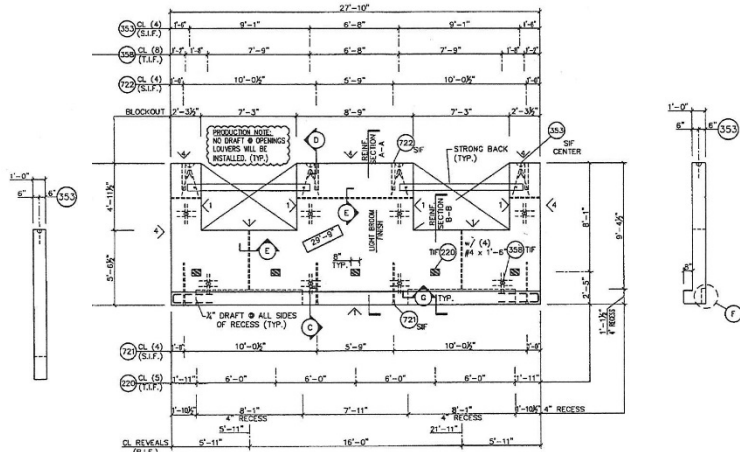 27'-10"
353 CL (4) 1'-6" 9'-1" 6'-8" 9'-1" 1'-6"
(S.I.F.)
358 CL (8) 1'-2" 1'-8" 7'-9" 6'-8" 7'-9" 1'-8" 1'-2"
(T.I.F.)
722 CL (4) 10'-0½" 5'-9" 10'-0½"
(S.I.F.)
BLOCKOUT 2'-3½" 7'-3" 8'-9" 7'-3" 2'-3½"
PRODUCTION NOTE:
NO DRAFT @ OPENINGS
LOUVERS WILL BE
INSTALLED. (TYP.)
D
REINF.
SECTION
A-A
722 SIF
STRONG BACK
(TYP.)
353
SIF
CENTER
1'-0"
6" 6" 353
1'-0"
6" 6" 353
4'-11½"
5'-6½"
4
1 1 1 1 4
E
E
29'-9"
LIGHT BROOM
FINISH
REINF.
SECTION
B-B
8"
TYP.
W/ (4)
#4 x 1'-6"
TIF 220
358 TIF
8'-1"
9'-4½"
2'-5"
1'-1½"
4" RECESS
8"
F
¾" DRAFT @ ALL SIDES
OF RECESS (TYP.)
C
G TYP.
721
SIF
721 CL (4) 10'-0½" 5'-9" 10'-0½"
(S.I.F.)
220 CL (5) 1'-11" 6'-0" 6'-0" 6'-0" 6'-0" 1'-11"
(T.I.F.)
1'-10½" 8'-1" 7'-11" 8'-1" 1'-10½" 4" RECESS
4" RECESS 4" RECESS
5'-11" 21'-11"
CL REVEALS 5'-11" 16'-0" 5'-11"